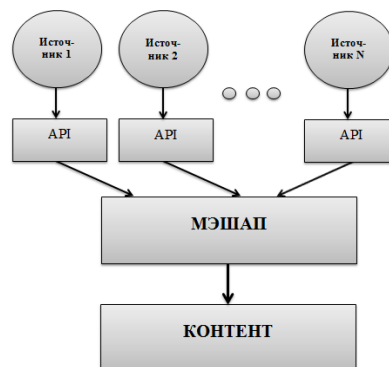 Источ-
ник 1
Источ-
ник 2
Источ-
ник N
API
API
API
МЭШАП
КОНТЕНТ